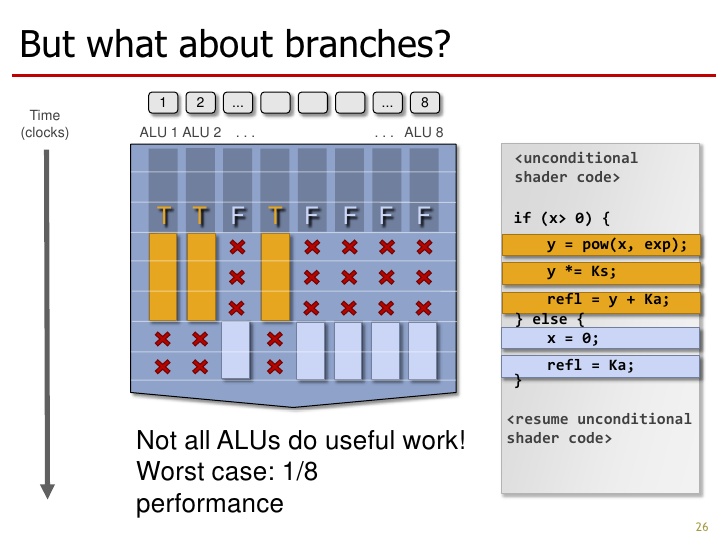 But what about branches?
1 2 ... ... 8
Time
(clocks)
ALU 1 ALU 2 . . . . . . ALU 8
T T F T F F F F
<unconditional
shader code>
if (x> 0) {
y = pow(x, exp);
y *= Ks;
refl = y + Ka;
} else {
x = 0;
refl = Ka;
}
<resume unconditional
shader code>
Not all ALUs do useful work!
Worst case: 1/8
performance
26